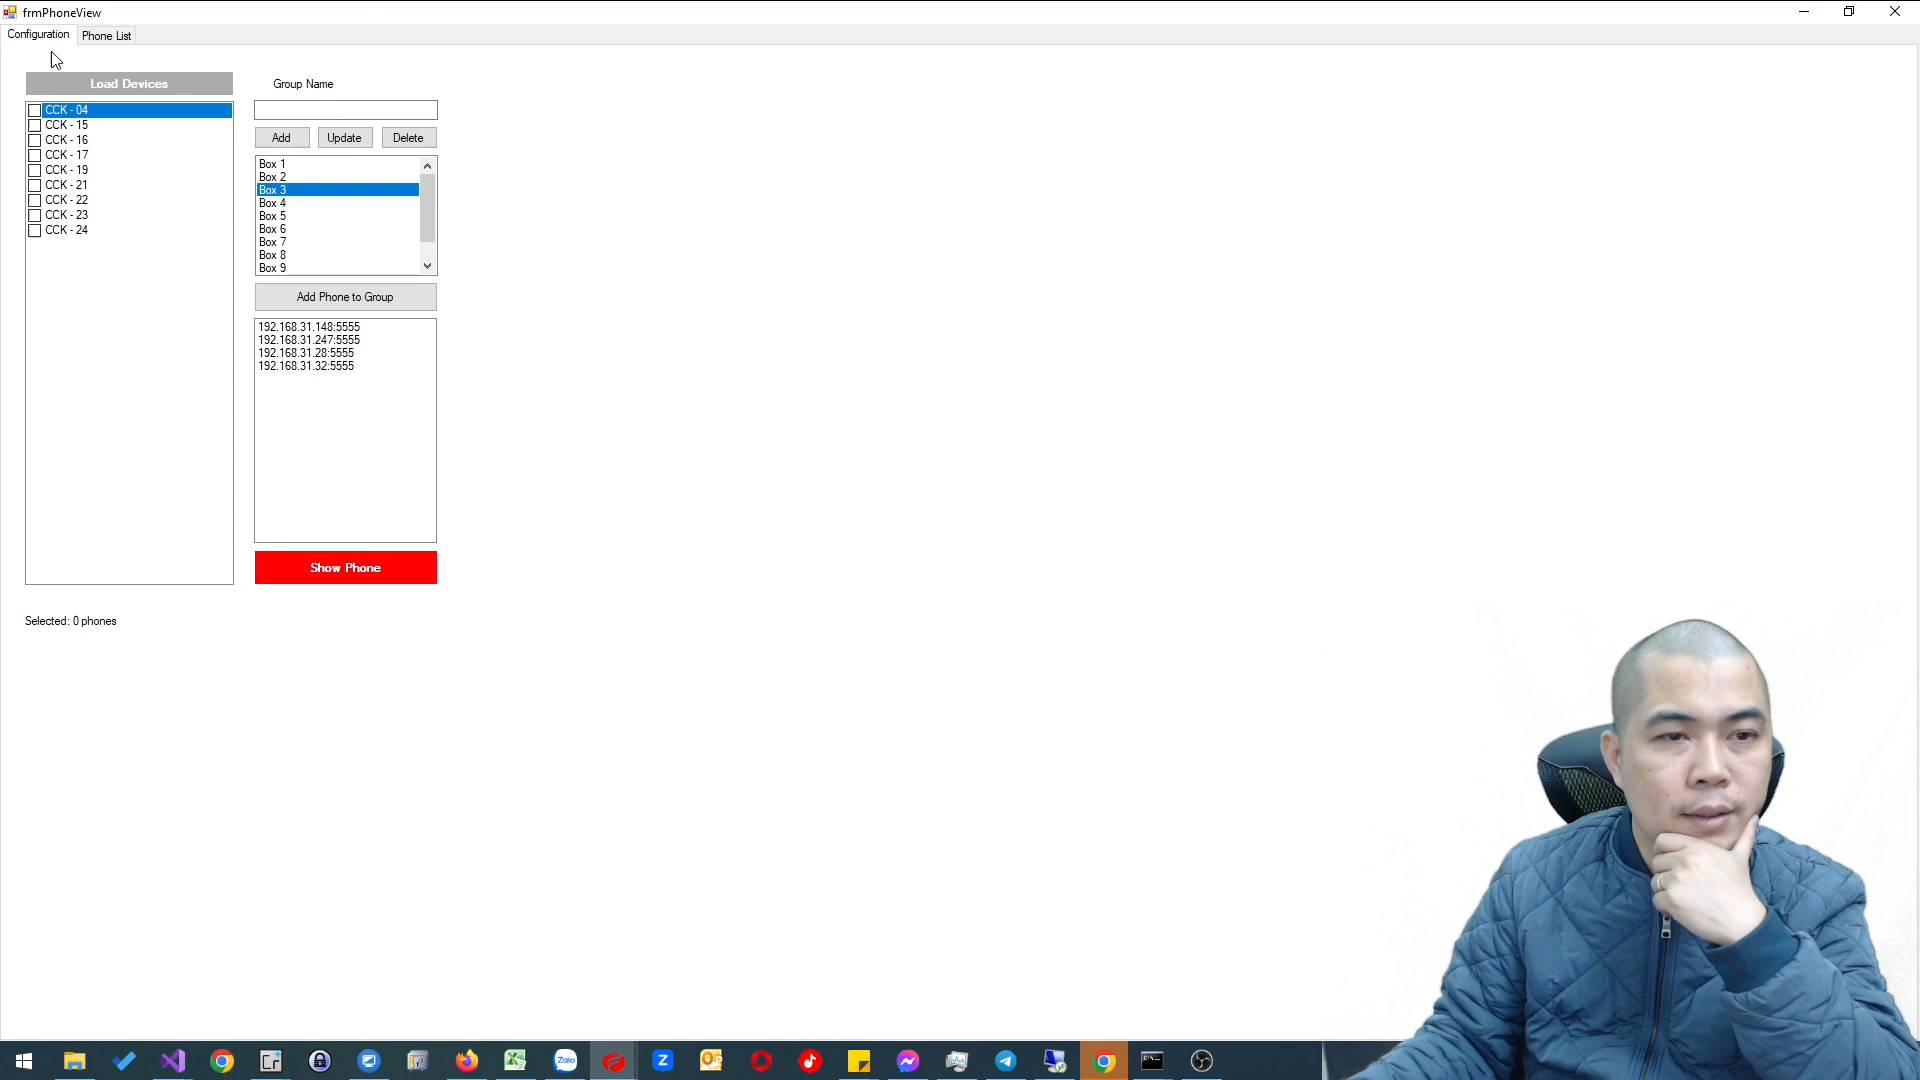 frmPhoneView
Configuration
Phone List
Load Devices
CCK - 04
CCK - 15
CCK - 16
CCK - 17
CCK - 19
CCK - 21
CCK - 22
CCK - 23
CCK - 24
Selected: 0 phones
Group Name
Add
Update
Delete
Box 1
Box 2
Box 3
Box 4
Box 5
Box 6
Box 7
Box 8
Box 9
Add Phone to Group
192.168.31.148:5555
192.168.31.247:5555
192.168.31.28:5555
192.168.31.32:5555
Show Phone
Zalo